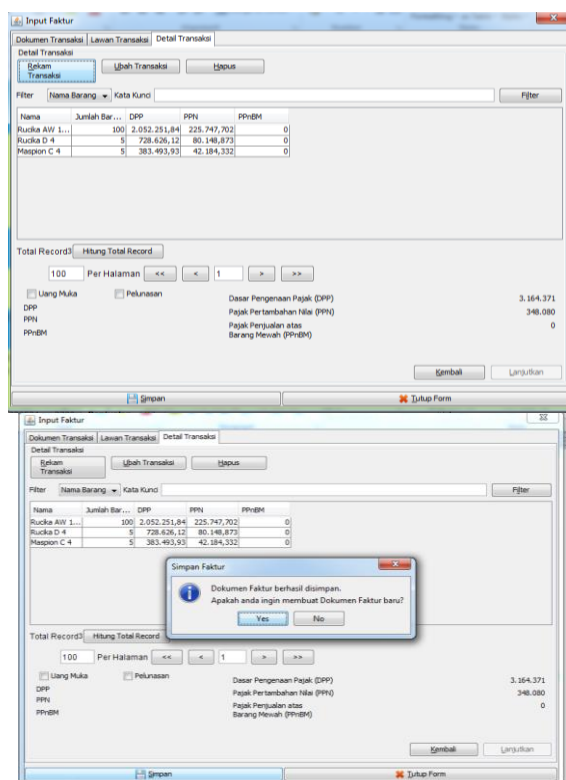 Input Faktur
Dokumen Transaksi Lawan Transaksi Detail Transaksi
Detail Transaksi
Rekam Transaksi Ubah Transaksi Hapus
Filter Nama Barang Kata Kunci Filter
Nama Jumlah Bar... DPP PPN PPnBM
Rucika AW 1... 100 2.052.251,84 225.747,702 0
Rucika D 4 5 728.626,12 80.148,873 0
Maspion C 4 5 383.493,93 42.184,332 0
Total Record3 Hitung Total Record
100 Per Halaman << < 1 > >>
Uang Muka Pelunasan
DPP
PPN
PPnBM
Dasar Pengenaan Pajak (DPP) 3.164.371
Pajak Pertambahan Nilai (PPN) 348.080
Pajak Penjualan atas
Barang Mewah (PPnBM) 0
Kembali Lanjutkan
Simpan Tutup Form
Input Faktur
Dokumen Transaksi Lawan Transaksi Detail Transaksi
Detail Transaksi
Rekam Transaksi Ubah Transaksi Hapus
Filter Nama Barang Kata Kunci Filter
Nama Jumlah Bar... DPP PPN PPnBM
Rucika AW 1... 100 2.052.251,84 225.747,702 0
Rucika D 4 5 728.626,12 80.148,873 0
Maspion C 4 5 383.493,93 42.184,332 0
Simpan Faktur
Dokumen Faktur berhasil disimpan.
Apakah anda ingin membuat Dokumen Faktur baru?
Yes No
Total Record3 Hitung Total Record
100 Per Halaman << < 1 > >>
Uang Muka Pelunasan
DPP
PPN
PPnBM
Dasar Pengenaan Pajak (DPP) 3.164.371
Pajak Pertambahan Nilai (PPN) 348.080
Pajak Penjualan atas
Barang Mewah (PPnBM) 0
Kembali Lanjutkan
Simpan Tutup Form